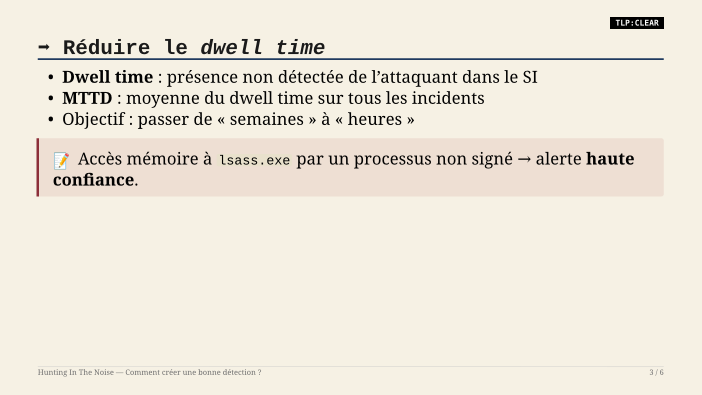 TLP:CLEAR
➡ Réduire le dwell time
• Dwell time : présence non détectée de l’attaquant dans le SI
• MTTD : moyenne du dwell time sur tous les incidents
• Objectif : passer de « semaines » à « heures »
📝 Accès mémoire à lsass.exe par un processus non signé → alerte haute
confiance.
Hunting In The Noise — Comment créer une bonne détection ?
3 / 6